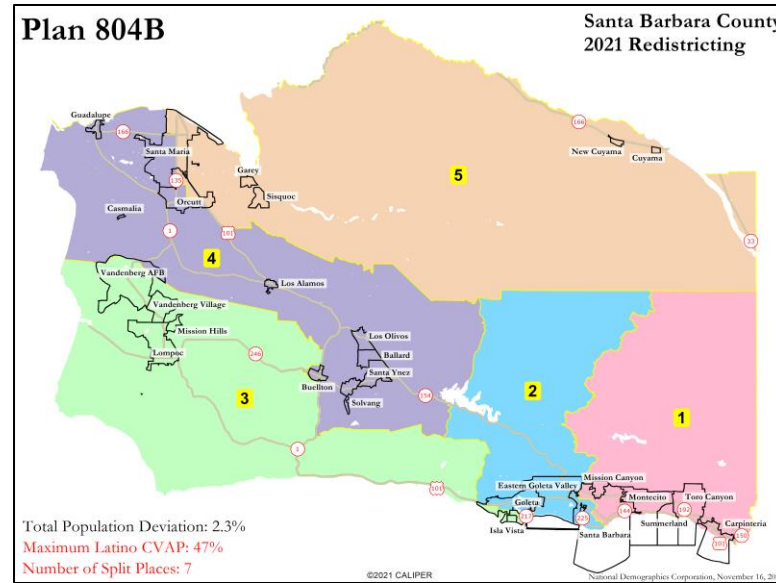 Plan 804B
Santa Barbara County
2021 Redistricting
Guadalupe
166
Santa Maria
135
Orcutt
Garey
Sisquoc
Casmalia
1
101
4
5
166
New Cuyama
Cuyama
33
Vandenberg AFB
Vandenberg Village
Mission Hills
Lompoc
246
Los Alamos
Los Olivos
Ballard
Santa Ynez
Buellton
Solvang
154
3
1
101
2
1
Mission Canyon
Eastern Goleta Valley
Montecito
Toro Canyon
Goleta
217
225
144
192
Carpinteria
Isla Vista
Santa Barbara
Summerland
101
150
Total Population Deviation: 2.3%
Maximum Latino CVAP: 47%
Number of Split Places: 7
©2021 CALIPER
National Demographics Corporation, November 16, 20